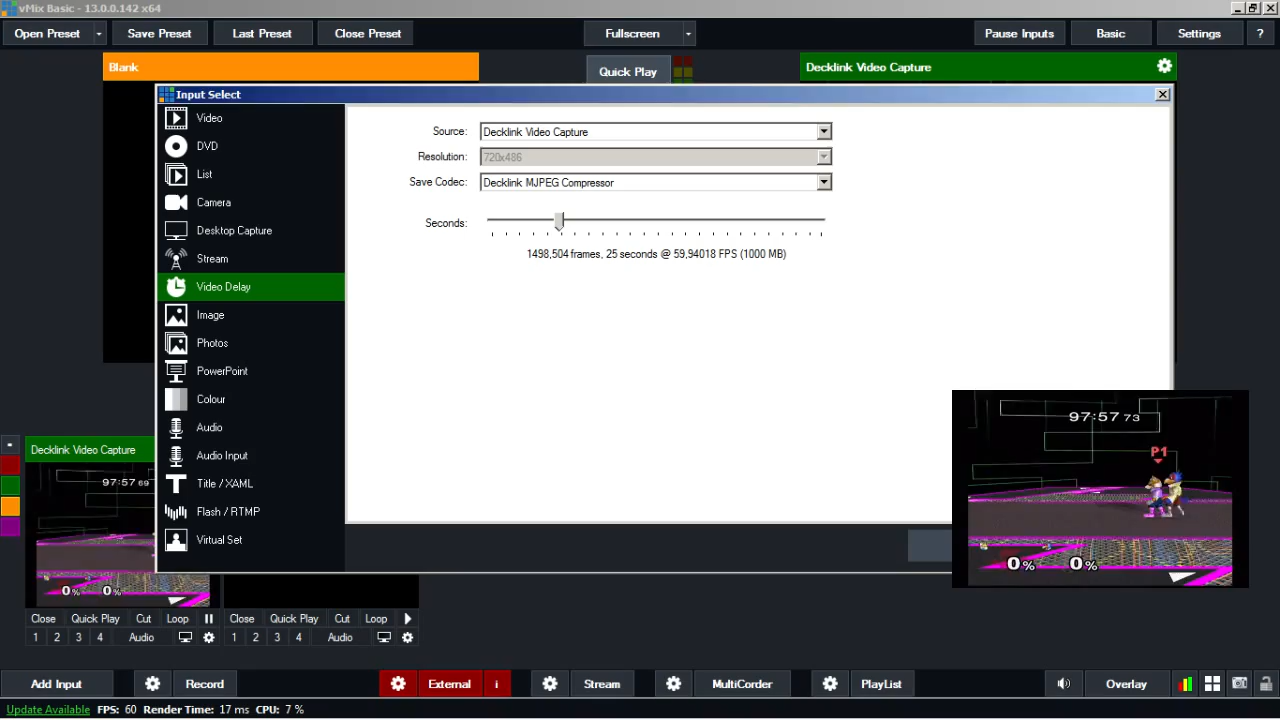 vMix Basic - 13.0.0.142 x64
Open Preset
Save Preset
Last Preset
Close Preset
Fullscreen
Pause Inputs
Basic
Settings
?
Blank
Quick Play
Decklink Video Capture
Input Select
Video
DVD
List
Camera
Desktop Capture
Stream
Video Delay
Image
Photos
PowerPoint
Colour
Audio
Audio Input
Title / XAML
Flash / RTMP
Virtual Set
Source: Decklink Video Capture
Resolution: 720x486
Save Codec: Decklink MJPEG Compressor
Seconds:
1498,504 frames, 25 seconds @ 59,94018 FPS (1000 MB)
97:57 73
P1
0% 0%
Decklink Video Capture
97:57 69
0% 0%
Close Quick Play Cut Loop
1 2 3 4 Audio
Close Quick Play Cut Loop
1 2 3 4 Audio
Add Input
Record
External
i
Stream
MultiCorder
PlayList
Overlay
Update Available FPS: 60 Render Time: 17 ms CPU: 7 %